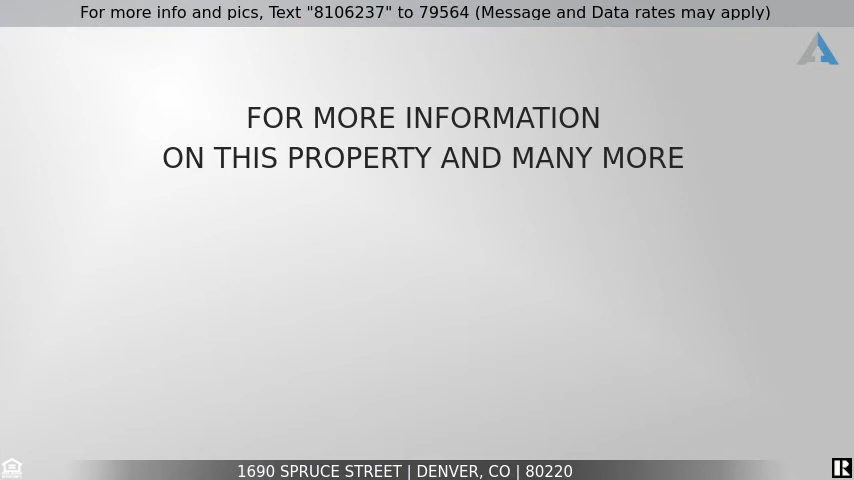 For more info and pics, Text "8106237" to 79564 (Message and Data rates may apply)
FOR MORE INFORMATION
ON THIS PROPERTY AND MANY MORE
1690 SPRUCE STREET | DENVER, CO | 80220